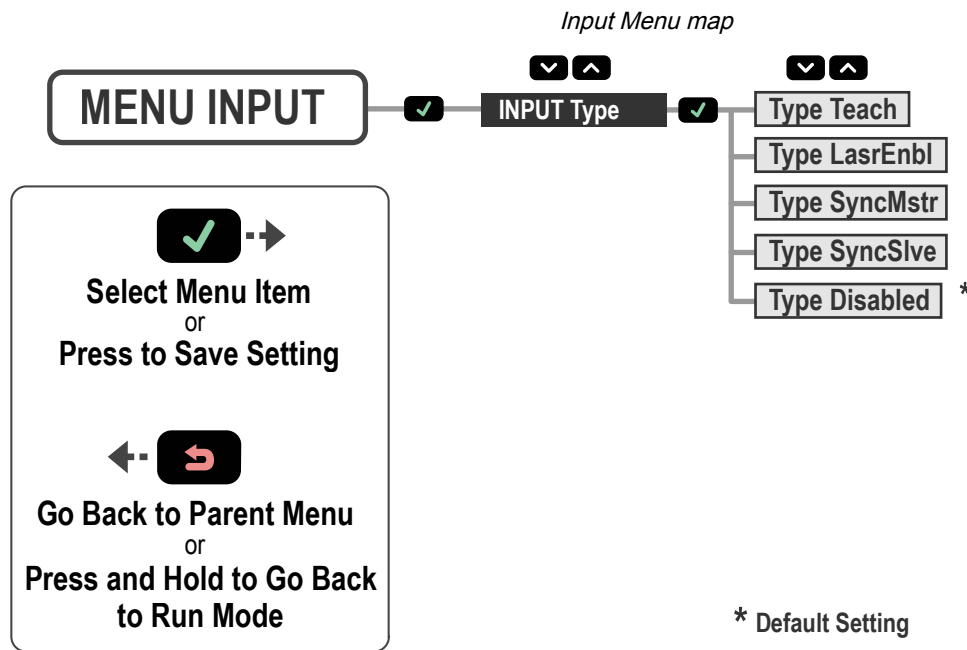 Input Menu map
MENU INPUT
INPUT Type
Type Teach
Type LasrEnbl
Type SyncMstr
Type SyncSlve
Type Disabled *
Select Menu Item
or
Press to Save Setting
Go Back to Parent Menu
or
Press and Hold to Go Back
to Run Mode
* Default Setting